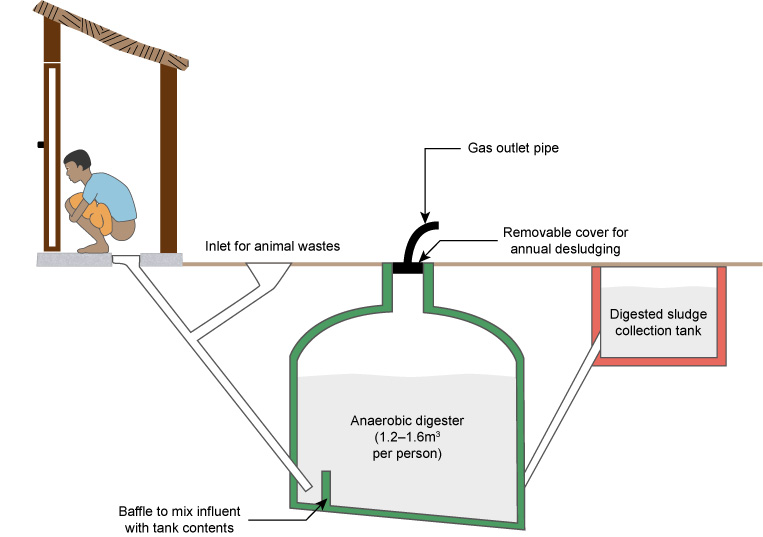 Gas outlet pipe
Removable cover for
annual desludging
Inlet for animal wastes
Digested sludge
collection tank
Anaerobic digester
(1.2–1.6m³
per person)
Baffle to mix influent
with tank contents